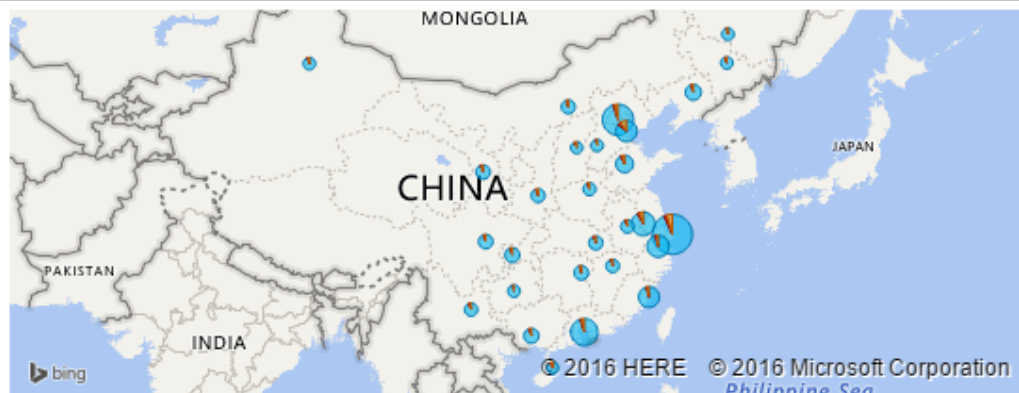 MONGOLIA
CHINA
JAPAN
PAKISTAN
INDIA
bing
© 2016 HERE © 2016 Microsoft Corporation
Philippine Sea